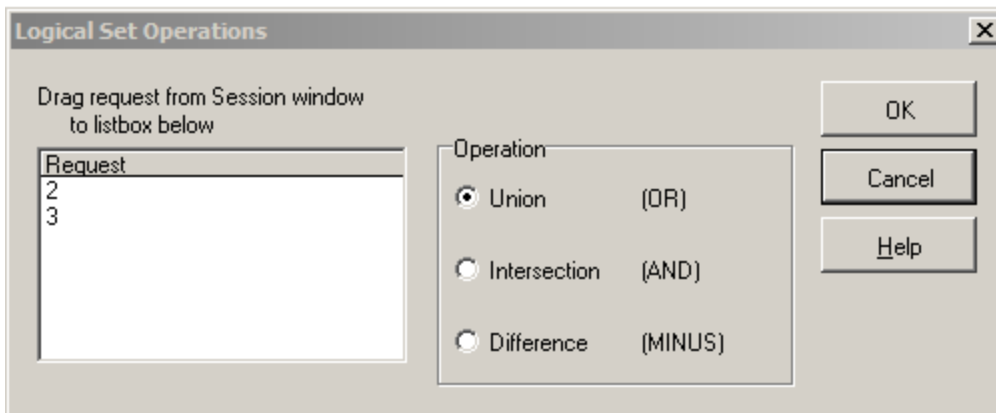 Logical Set Operations
Drag request from Session window
to listbox below
Request
2
3
Operation
Union (OR)
Intersection (AND)
Difference (MINUS)
OK
Cancel
Help